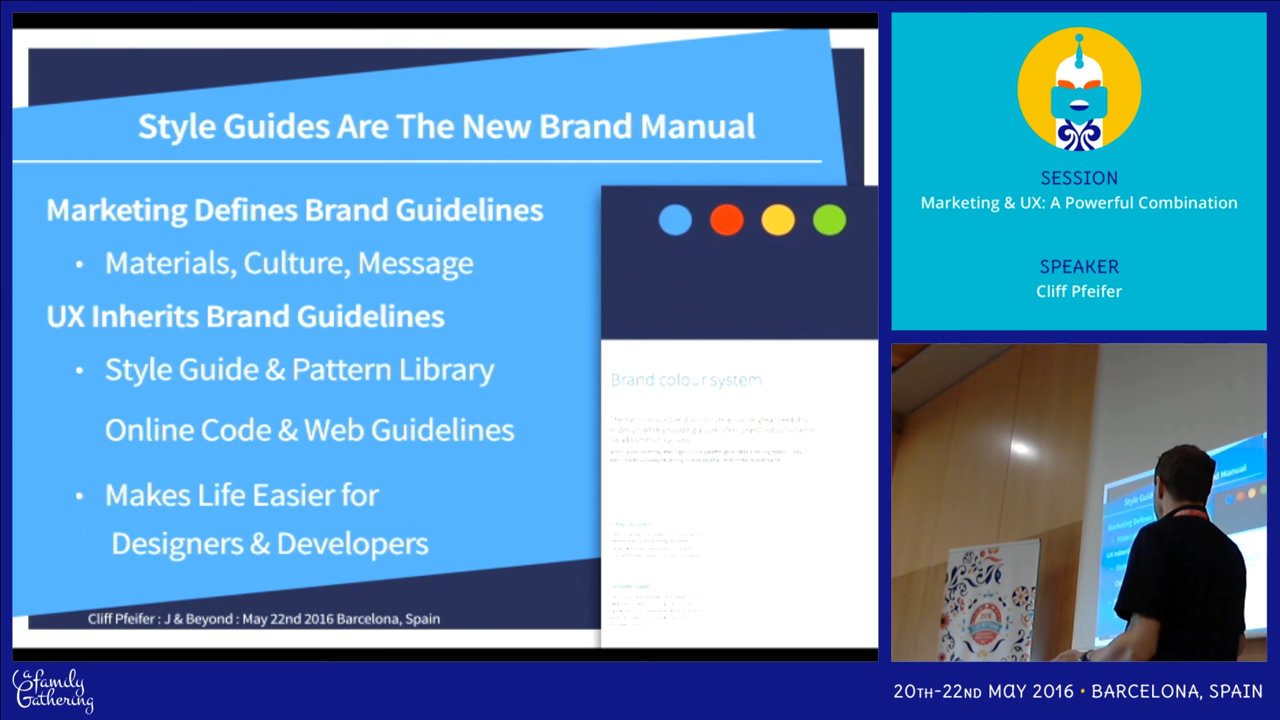 Style Guides Are The New Brand Manual
Marketing Defines Brand Guidelines
• Materials, Culture, Message
UX Inherits Brand Guidelines
• Style Guide & Pattern Library
Online Code & Web Guidelines
• Makes Life Easier for
Designers & Developers
Cliff Pfeifer : J & Beyond : May 22nd 2016 Barcelona, Spain
Brand colour system
SESSION
Marketing & UX: A Powerful Combination
SPEAKER
Cliff Pfeifer
a family
Gathering
20TH-22ND MAY 2016 • BARCELONA, SPAIN